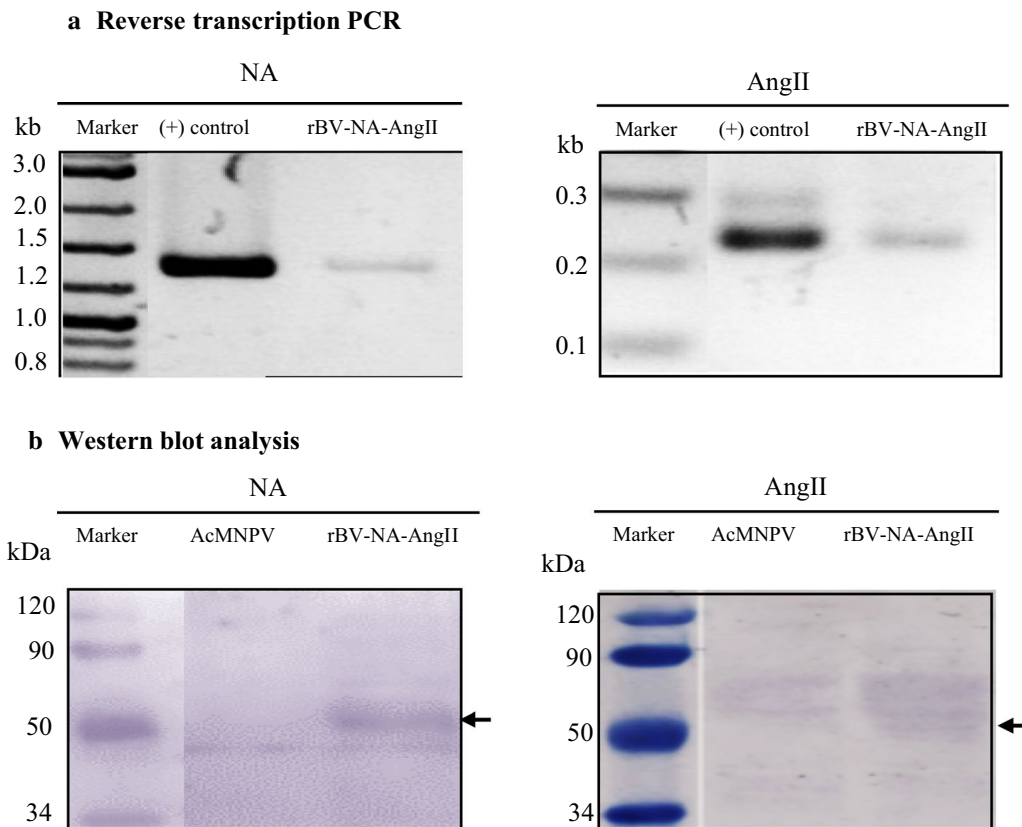 a Reverse transcription PCR
NA
kb Marker (+) control rBV-NA-AngII
3.0
2.0
1.5
1.2
1.0
0.8
AngII
kb Marker (+) control rBV-NA-AngII
0.3
0.2
0.1
b Western blot analysis
NA
kDa Marker AcMNPV rBV-NA-AngII
120
90
50
34
AngII
kDa Marker AcMNPV rBV-NA-AngII
120
90
50
34